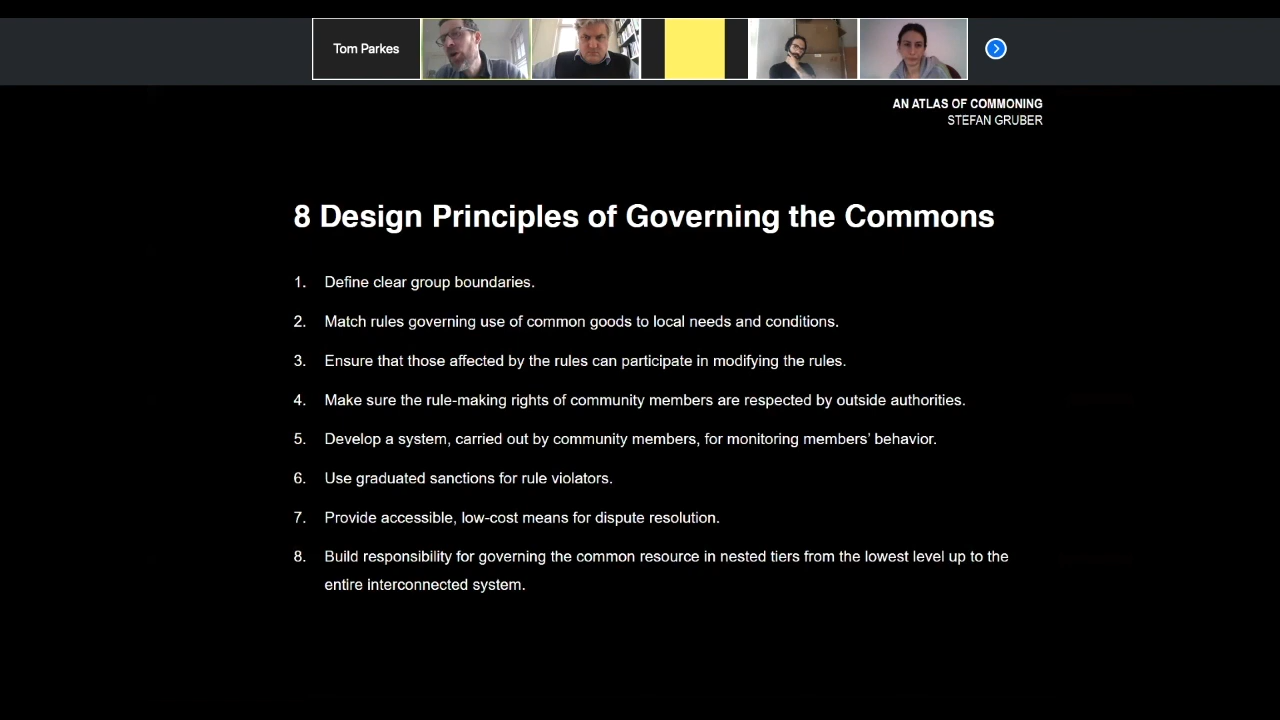 Tom Parkes
AN ATLAS OF COMMONING
STEFAN GRUBER
8 Design Principles of Governing the Commons
1. Define clear group boundaries.
2. Match rules governing use of common goods to local needs and conditions.
3. Ensure that those affected by the rules can participate in modifying the rules.
4. Make sure the rule-making rights of community members are respected by outside authorities.
5. Develop a system, carried out by community members, for monitoring members’ behavior.
6. Use graduated sanctions for rule violators.
7. Provide accessible, low-cost means for dispute resolution.
8. Build responsibility for governing the common resource in nested tiers from the lowest level up to the
entire interconnected system.